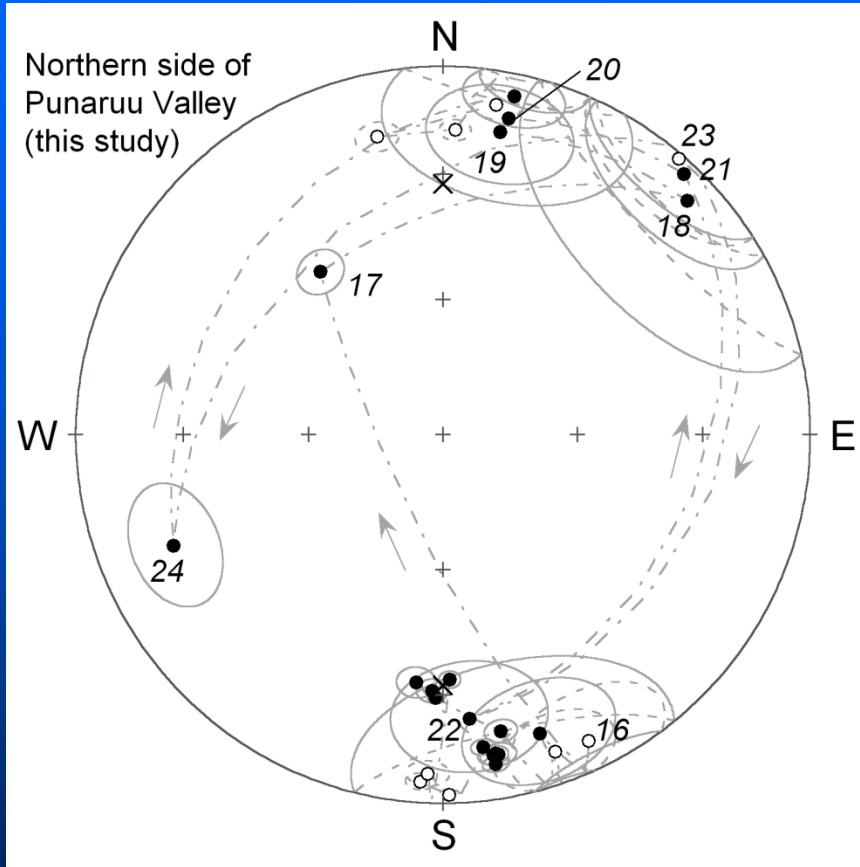 Northern side of
Punaruu Valley
(this study)
N
20
23
19
21
18
17
W
E
24
22
16
S